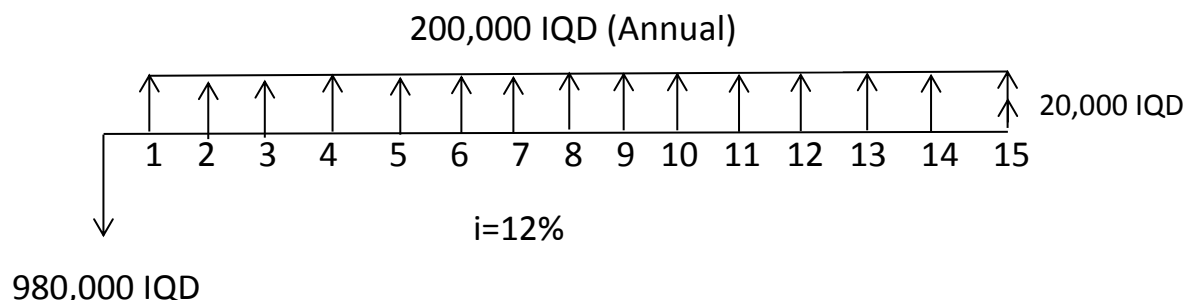 200,000 IQD (Annual)
20,000 IQD
1 2 3 4 5 6 7 8 9 10 11 12 13 14 15
i=12%
980,000 IQD